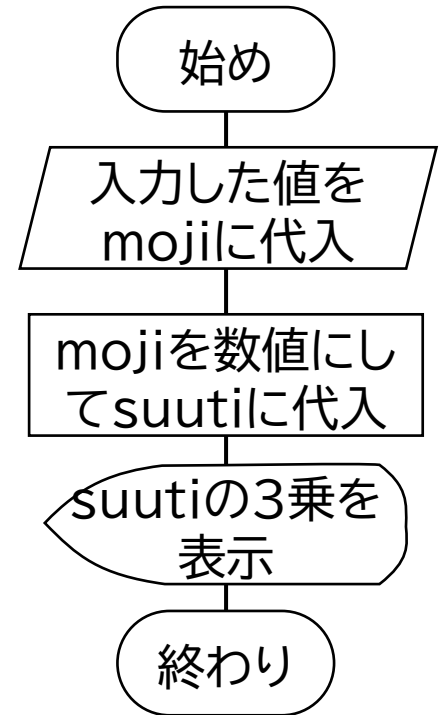 始め
入力した値を
mojiに代入
mojiを数値にし
てsuutiに代入
suutiの3乗を
表示
終わり